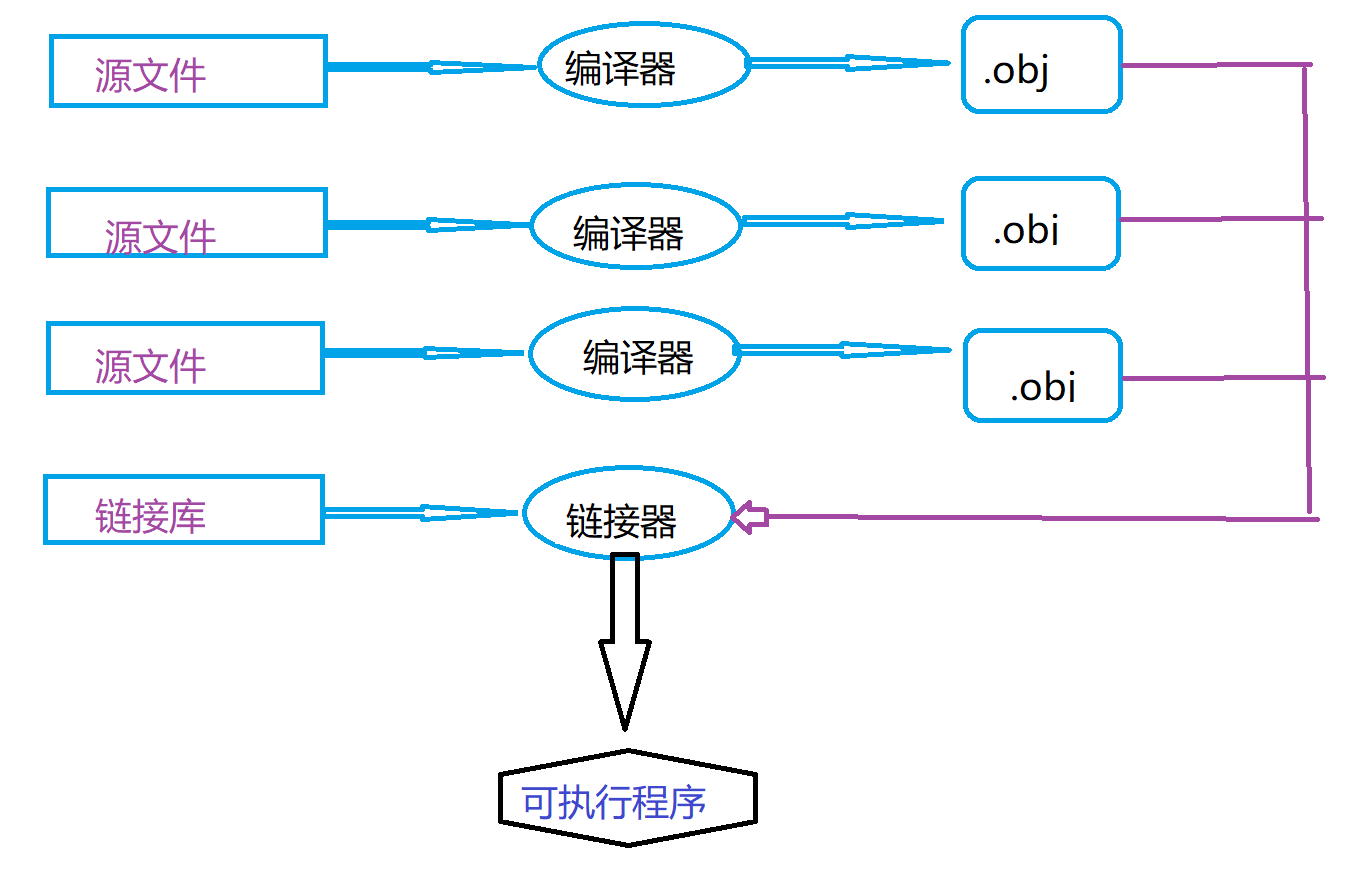 源文件 编译器 .obj
源文件 编译器 .obi
源文件 编译器 .obi
链接库 链接器
可执行程序